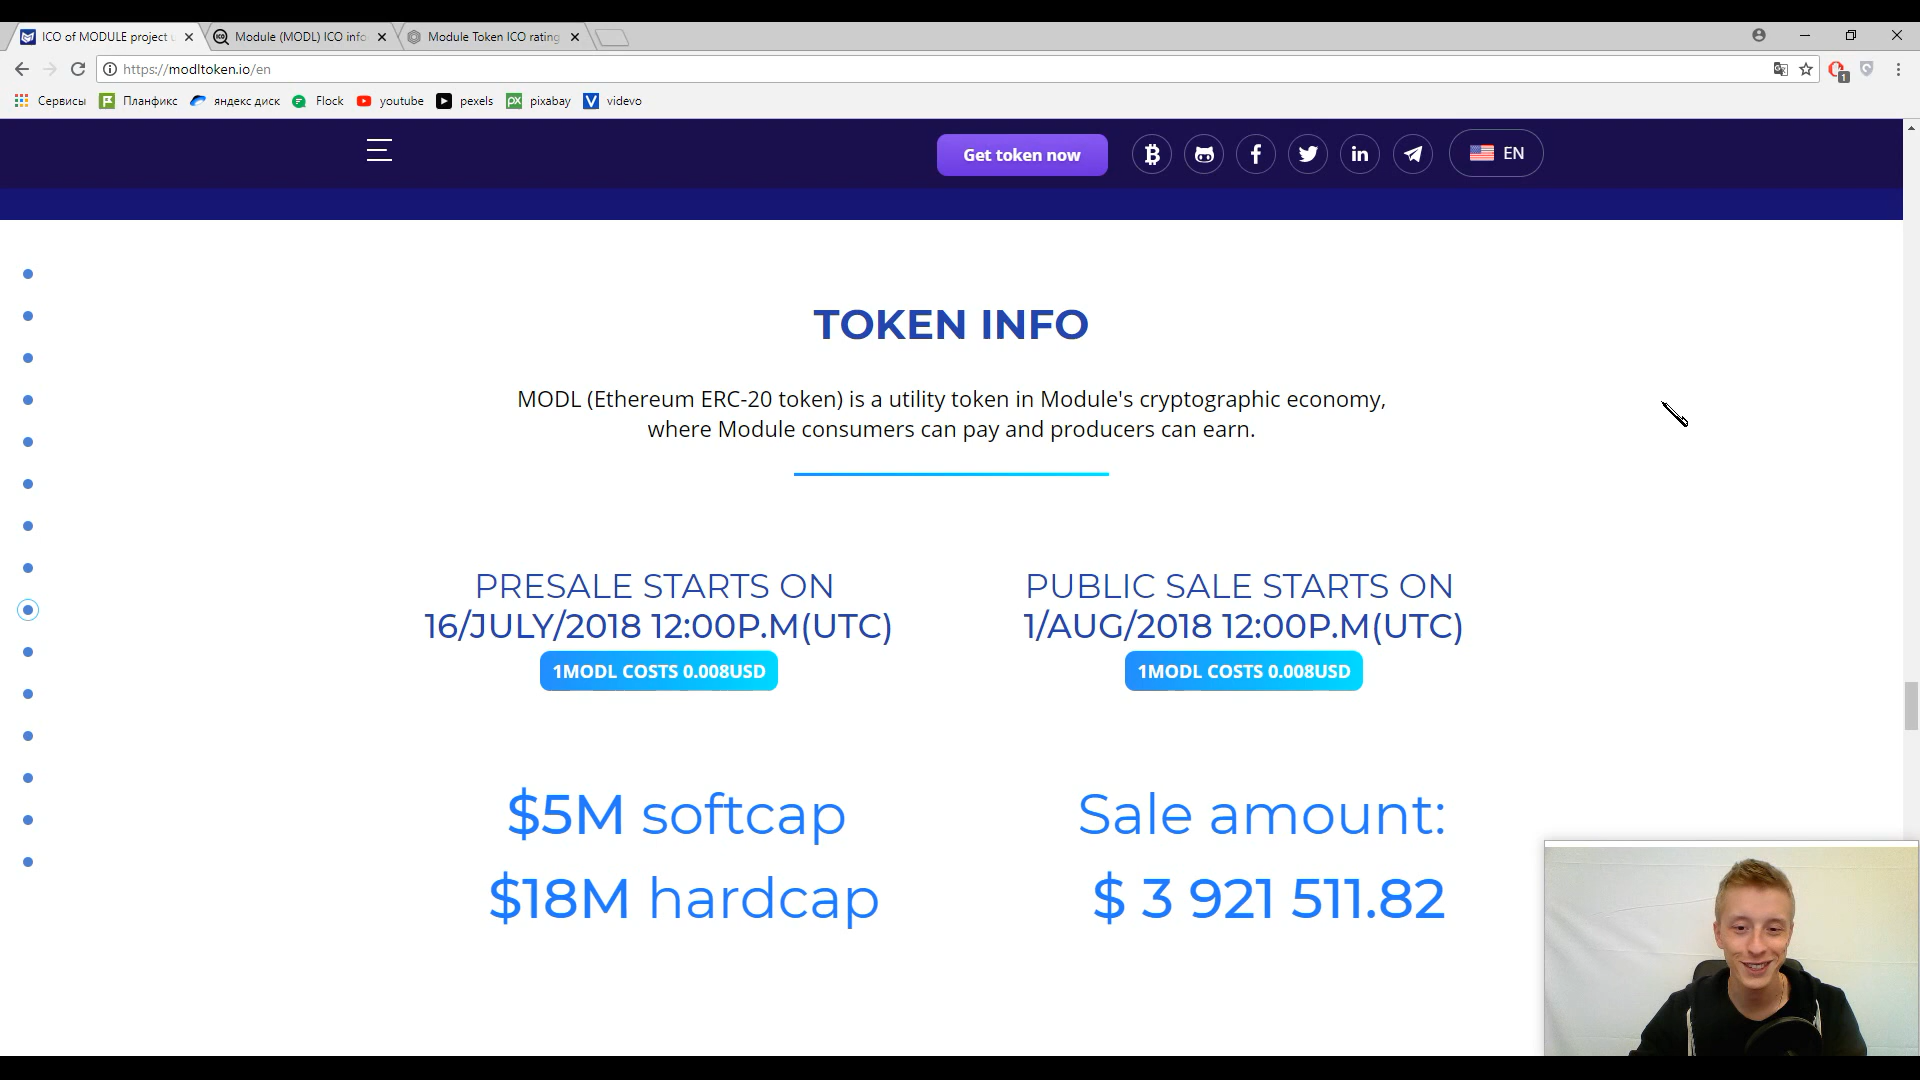 ICO of MODULE project
Module (MODL) ICO info
Module Token ICO rating
https://modltoken.io/en
1
Сервисы
Планфикс
яндекс диск
Flock
youtube
pexels
px
pixabay
V
videvo
Get token now
EN
TOKEN INFO
MODL (Ethereum ERC-20 token) is a utility token in Module's cryptographic economy,
where Module consumers can pay and producers can earn.
PRESALE STARTS ON
16/JULY/2018 12:00P.M(UTC)
1MODL COSTS 0.008USD
PUBLIC SALE STARTS ON
1/AUG/2018 12:00P.M(UTC)
1MODL COSTS 0.008USD
$5M softcap
$18M hardcap
Sale amount:
$ 3 921 511.82